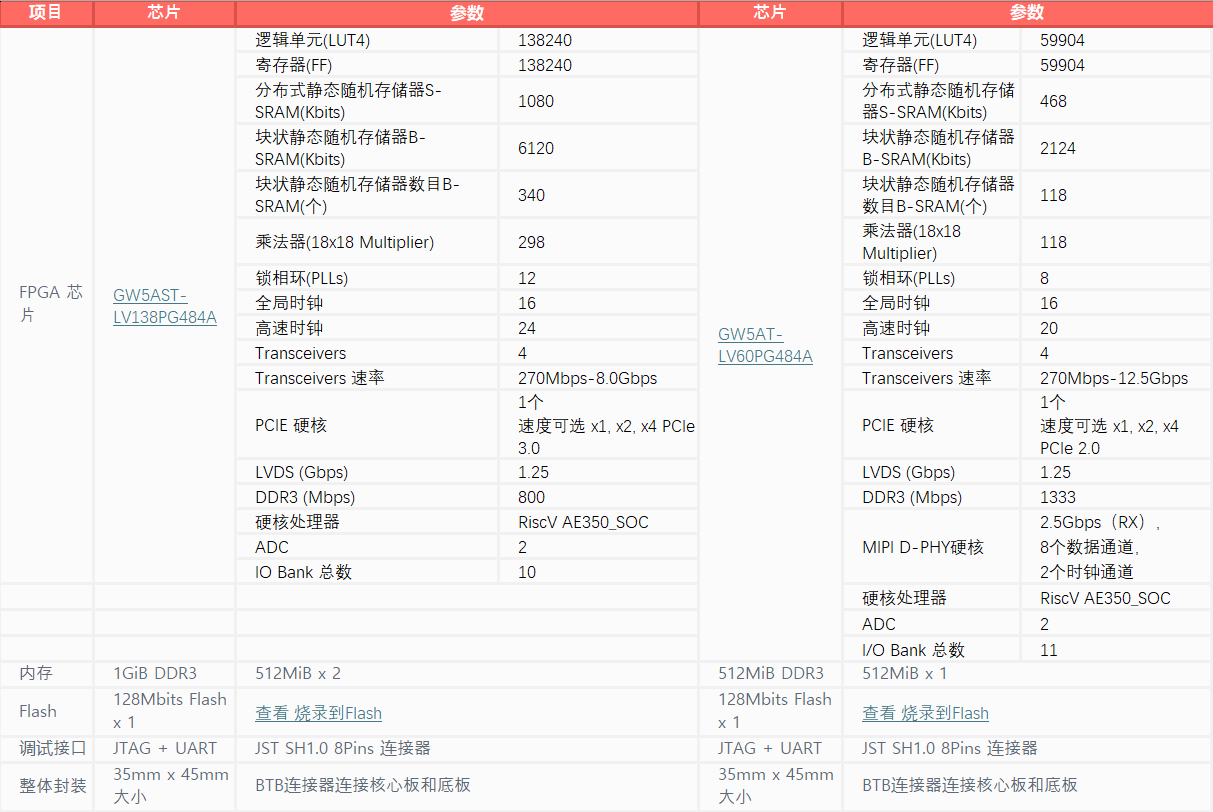 项目 芯片 参数 芯片 参数
逻辑单元(LUT4) 138240 逻辑单元(LUT4) 59904
寄存器(FF) 138240 寄存器(FF) 59904
分布式静态随机存储器S- 分布式静态随机存储
SRAM(Kbits) 1080 器S-SRAM(Kbits) 468
块状静态随机存储器B- 块状静态随机存储器
SRAM(Kbits) 6120 B-SRAM(Kbits) 2124
块状静态随机存储器数目B- 块状静态随机存储器
SRAM(个) 340 数目B-SRAM(个) 118
乘法器(18x18 Multiplier) 298 乘法器(18x18
Multiplier) 118
锁相环(PLLs) 12 锁相环(PLLs) 8
FPGA 芯
片
GW5AST-
LV138PG484A
全局时钟 16 全局时钟 16
高速时钟 24 高速时钟 20
GW5AT-
LV60PG484A
Transceivers 4 Transceivers 4
Transceivers 速率 270Mbps-8.0Gbps Transceivers 速率 270Mbps-12.5Gbps
PCIE 硬核
1个
速度可选 x1, x2, x4 PCIe
3.0
PCIE 硬核
1个
速度可选 x1, x2, x4
PCIe 2.0
LVDS (Gbps) 1.25 LVDS (Gbps) 1.25
DDR3 (Mbps) 800 DDR3 (Mbps) 1333
硬核处理器 RiscV AE350_SOC
ADC 2
IO Bank 总数 10
MIPI D-PHY硬核
2.5Gbps（RX）,
8个数据通道,
2个时钟通道
硬核处理器 RiscV AE350_SOC
ADC 2
I/O Bank 总数 11
内存 1GiB DDR3 512MiB x 2 512MiB DDR3 512MiB x 1
Flash
128Mbits Flash
x 1
查看 烧录到Flash
128Mbits Flash
x 1
查看 烧录到Flash
调试接口 JTAG + UART JST SH1.0 8Pins 连接器 JTAG + UART JST SH1.0 8Pins 连接器
整体封装
35mm x 45mm
大小
BTB连接器连接核心板和底板
35mm x 45mm
大小
BTB连接器连接核心板和底板